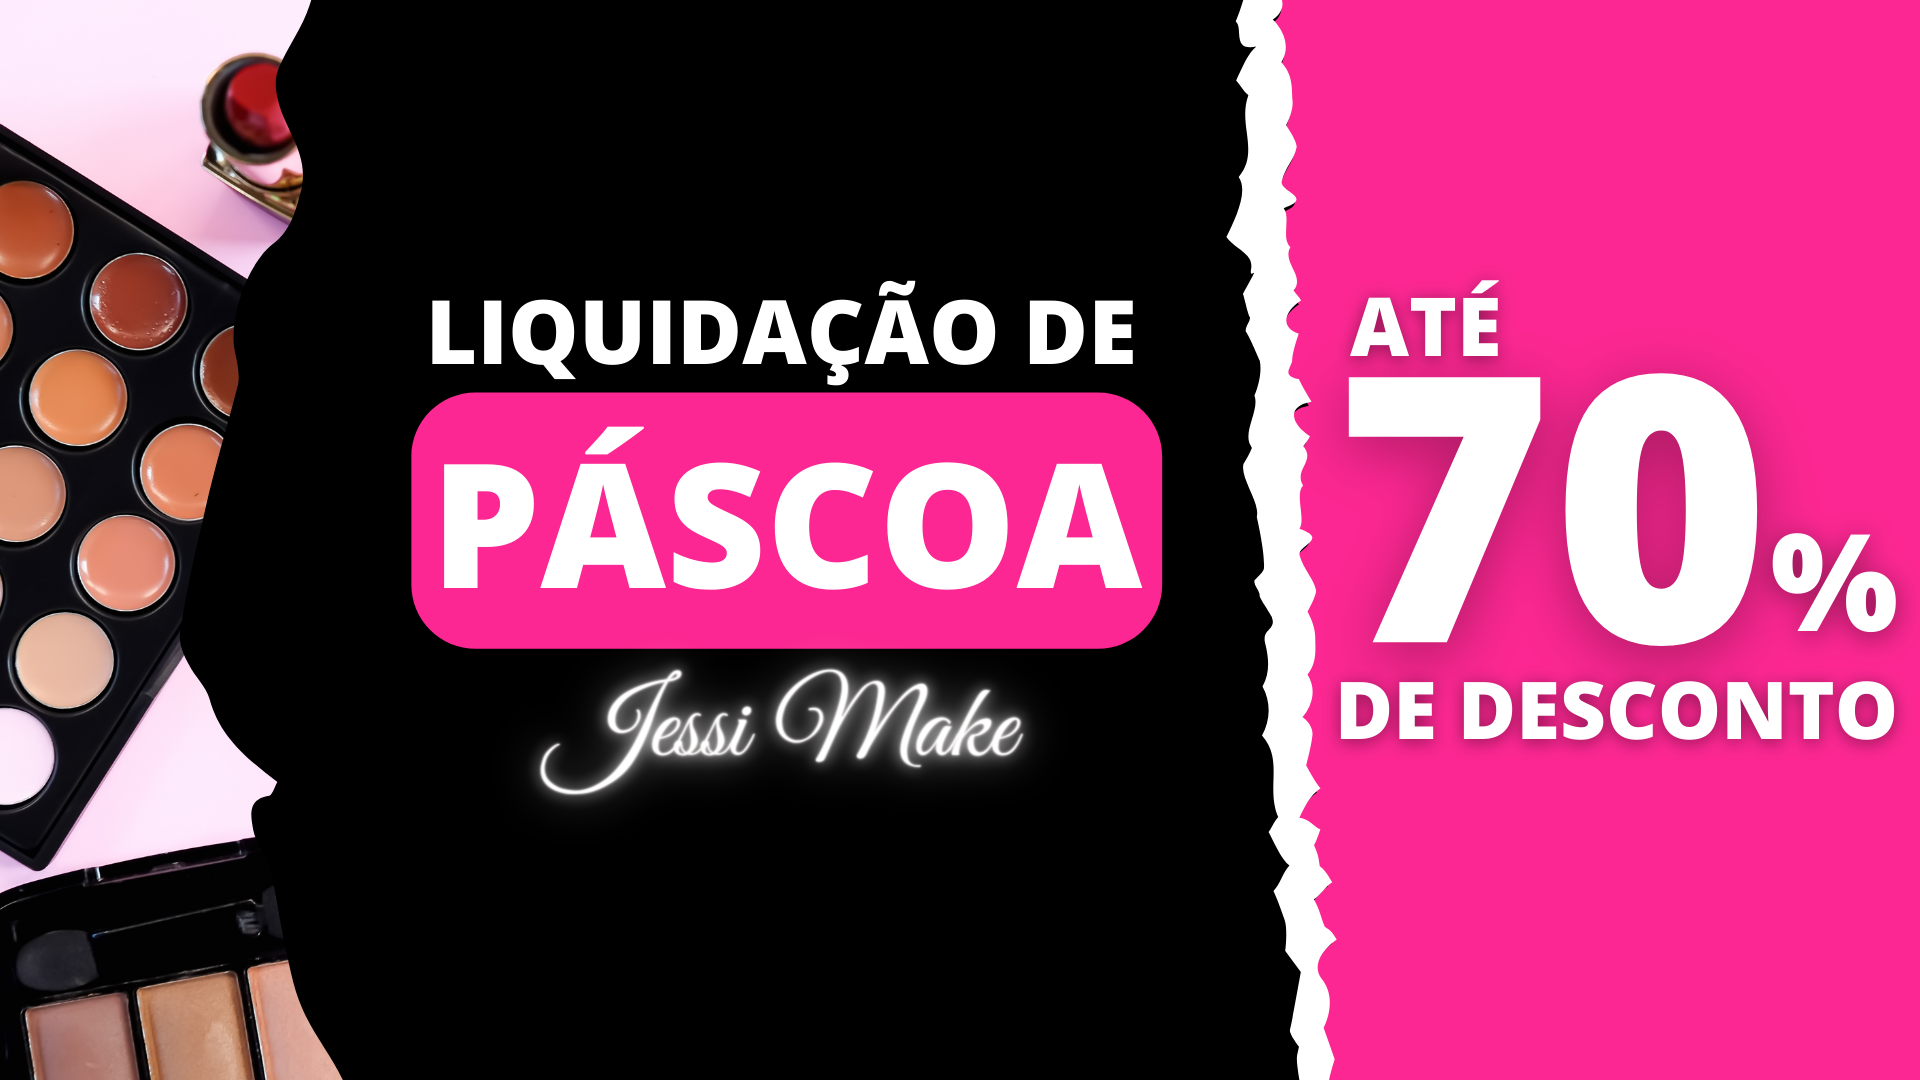 LIQUIDAÇÃO DE
PÁSCOA
Jessi Make
ATÉ
70%
DE DESCONTO